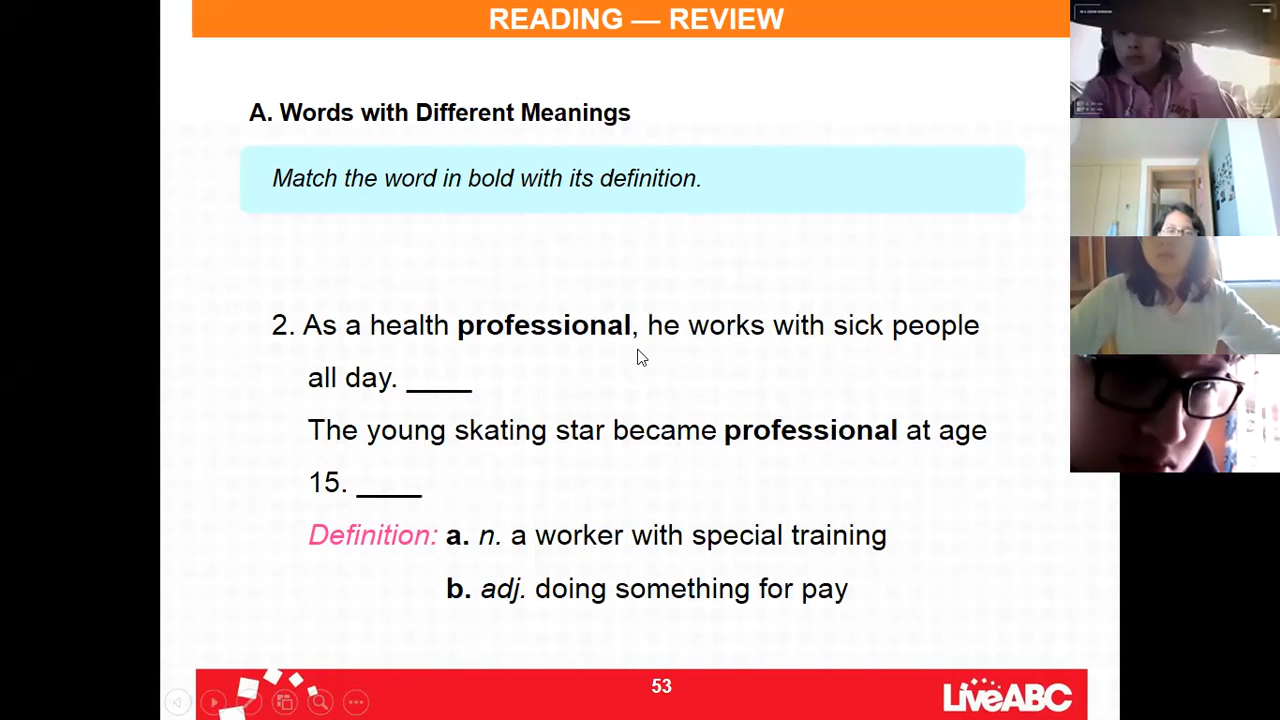 READING — REVIEW
A. Words with Different Meanings
Match the word in bold with its definition.
2. As a health professional, he works with sick people
all day. ____
The young skating star became professional at age
15. ____
Definition: a. n. a worker with special training
b. adj. doing something for pay
53
LiveABC